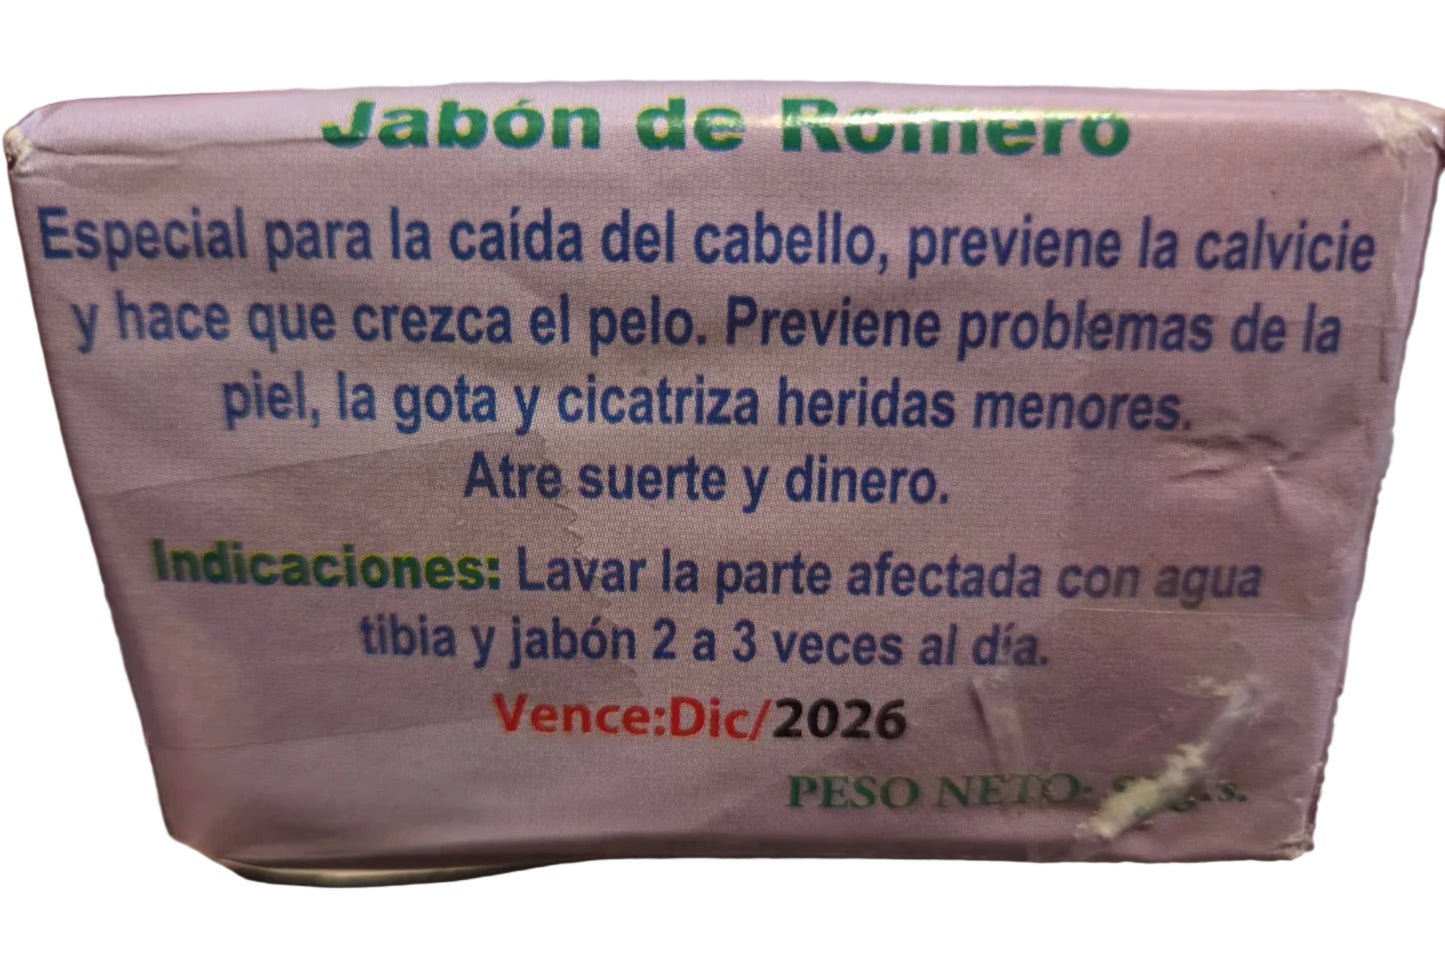 Jabón de Romero
Especial para la caída del cabello, previene la calvicie
y hace que crezca el pelo. Previene problemas de la
piel, la gota y cicatriza heridas menores.
Atre suerte y dinero.
Indicaciones: Lavar la parte afectada con agua
tibia y jabón 2 a 3 veces al día.
Vence:Dic/2026
PESO NETO: